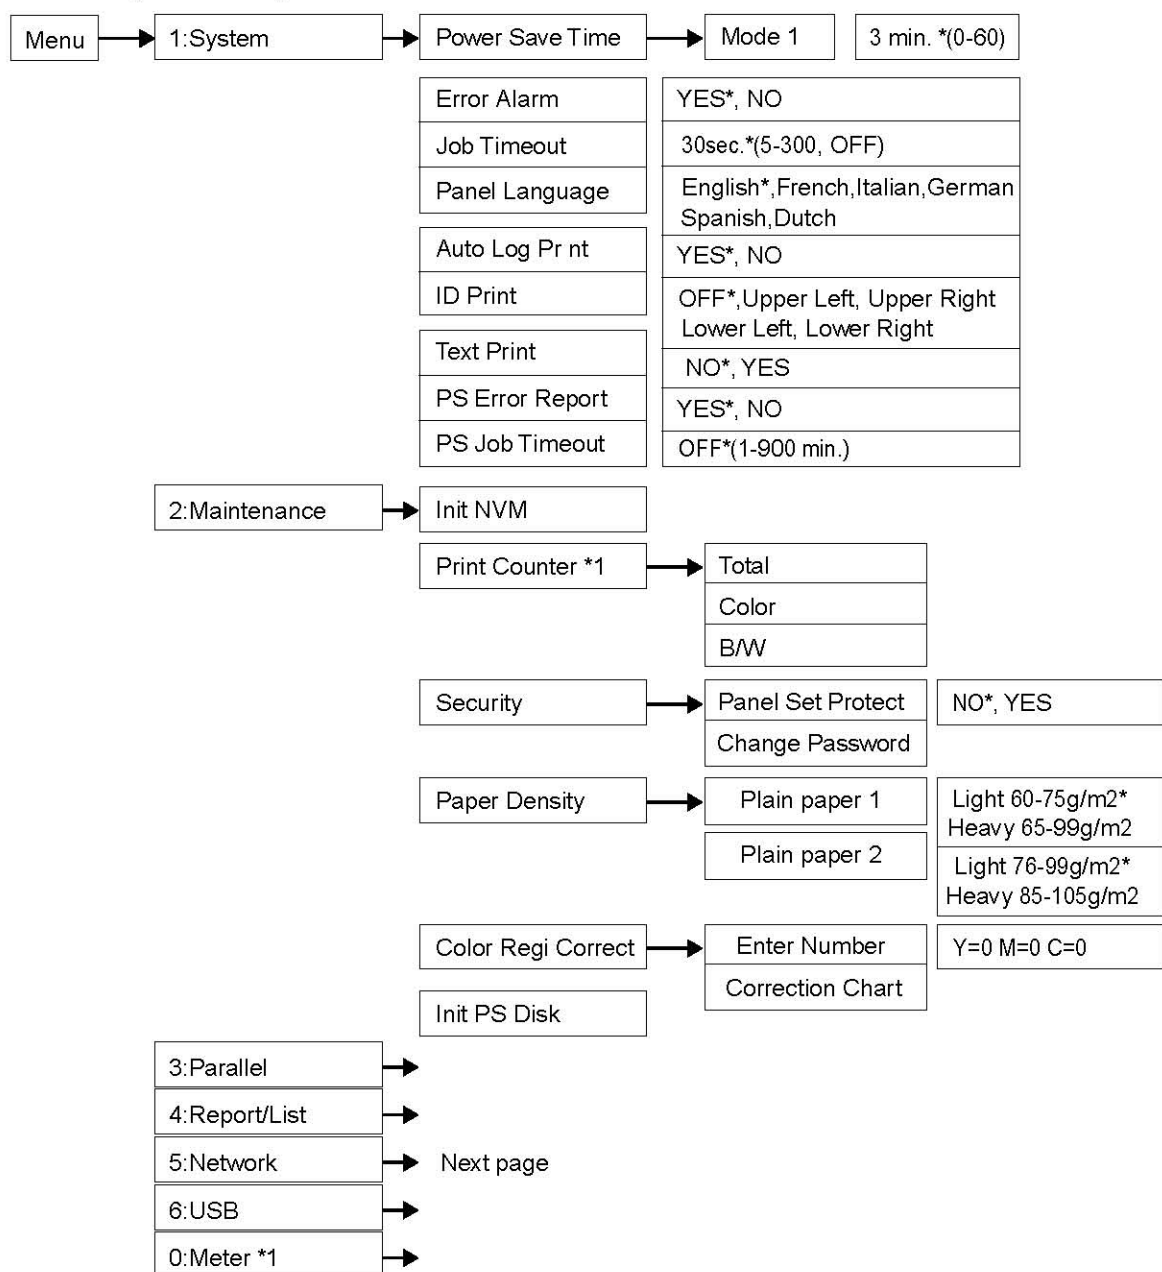 Menu
1:System
Power Save Time
Mode 1
3 min. *(0-60)
Error Alarm
YES*, NO
Job Timeout
30sec.*(5-300, OFF)
Panel Language
English*,French,Italian,German
Spanish,Dutch
Auto Log Pr nt
YES*, NO
ID Print
OFF*,Upper Left, Upper Right
Lower Left, Lower Right
Text Print
NO*, YES
PS Error Report
YES*, NO
PS Job Timeout
OFF*(1-900 min.)
2:Maintenance
Init NVM
Print Counter *1
Total
Color
B/W
Security
Panel Set Protect
NO*, YES
Change Password
Paper Density
Plain paper 1
Light 60-75g/m2*
Heavy 65-99g/m2
Plain paper 2
Light 76-99g/m2*
Heavy 85-105g/m2
Color Regi Correct
Enter Number
Y=0 M=0 C=0
Correction Chart
Init PS Disk
3:Parallel
4:Report/List
5:Network
Next page
6:USB
0:Meter *1